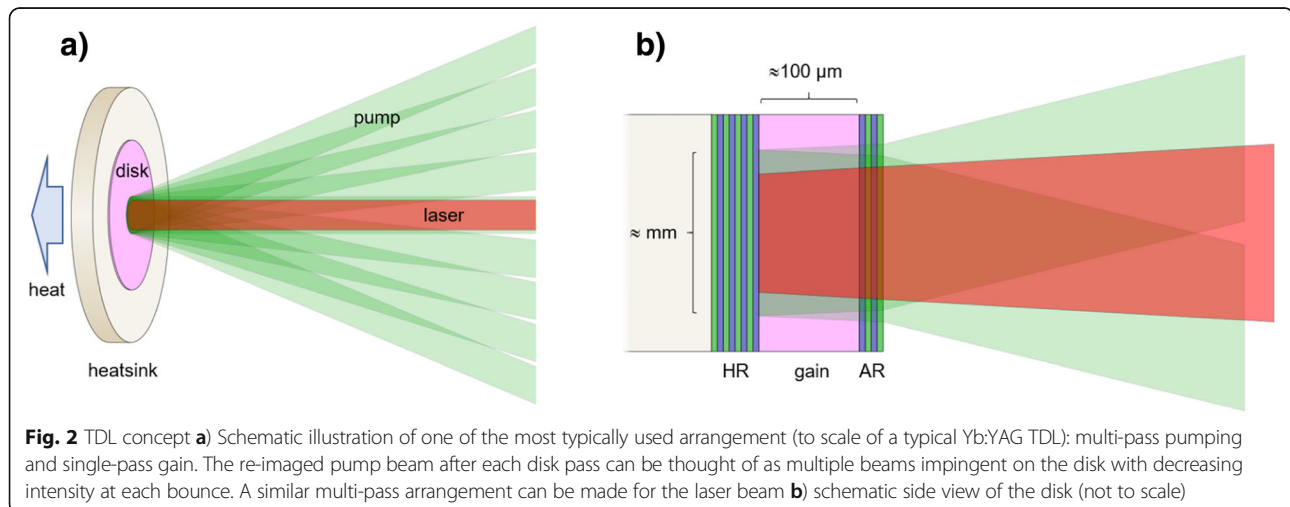 a)
pump
disk
laser
heat
heatsink
b)
≈100 μm
≈ mm
HR gain AR
Fig. 2 TDL concept a) Schematic illustration of one of the most typically used arrangement (to scale of a typical Yb:YAG TDL): multi-pass pumping
and single-pass gain. The re-imaged pump beam after each disk pass can be thought of as multiple beams impingent on the disk with decreasing
intensity at each bounce. A similar multi-pass arrangement can be made for the laser beam b) schematic side view of the disk (not to scale)